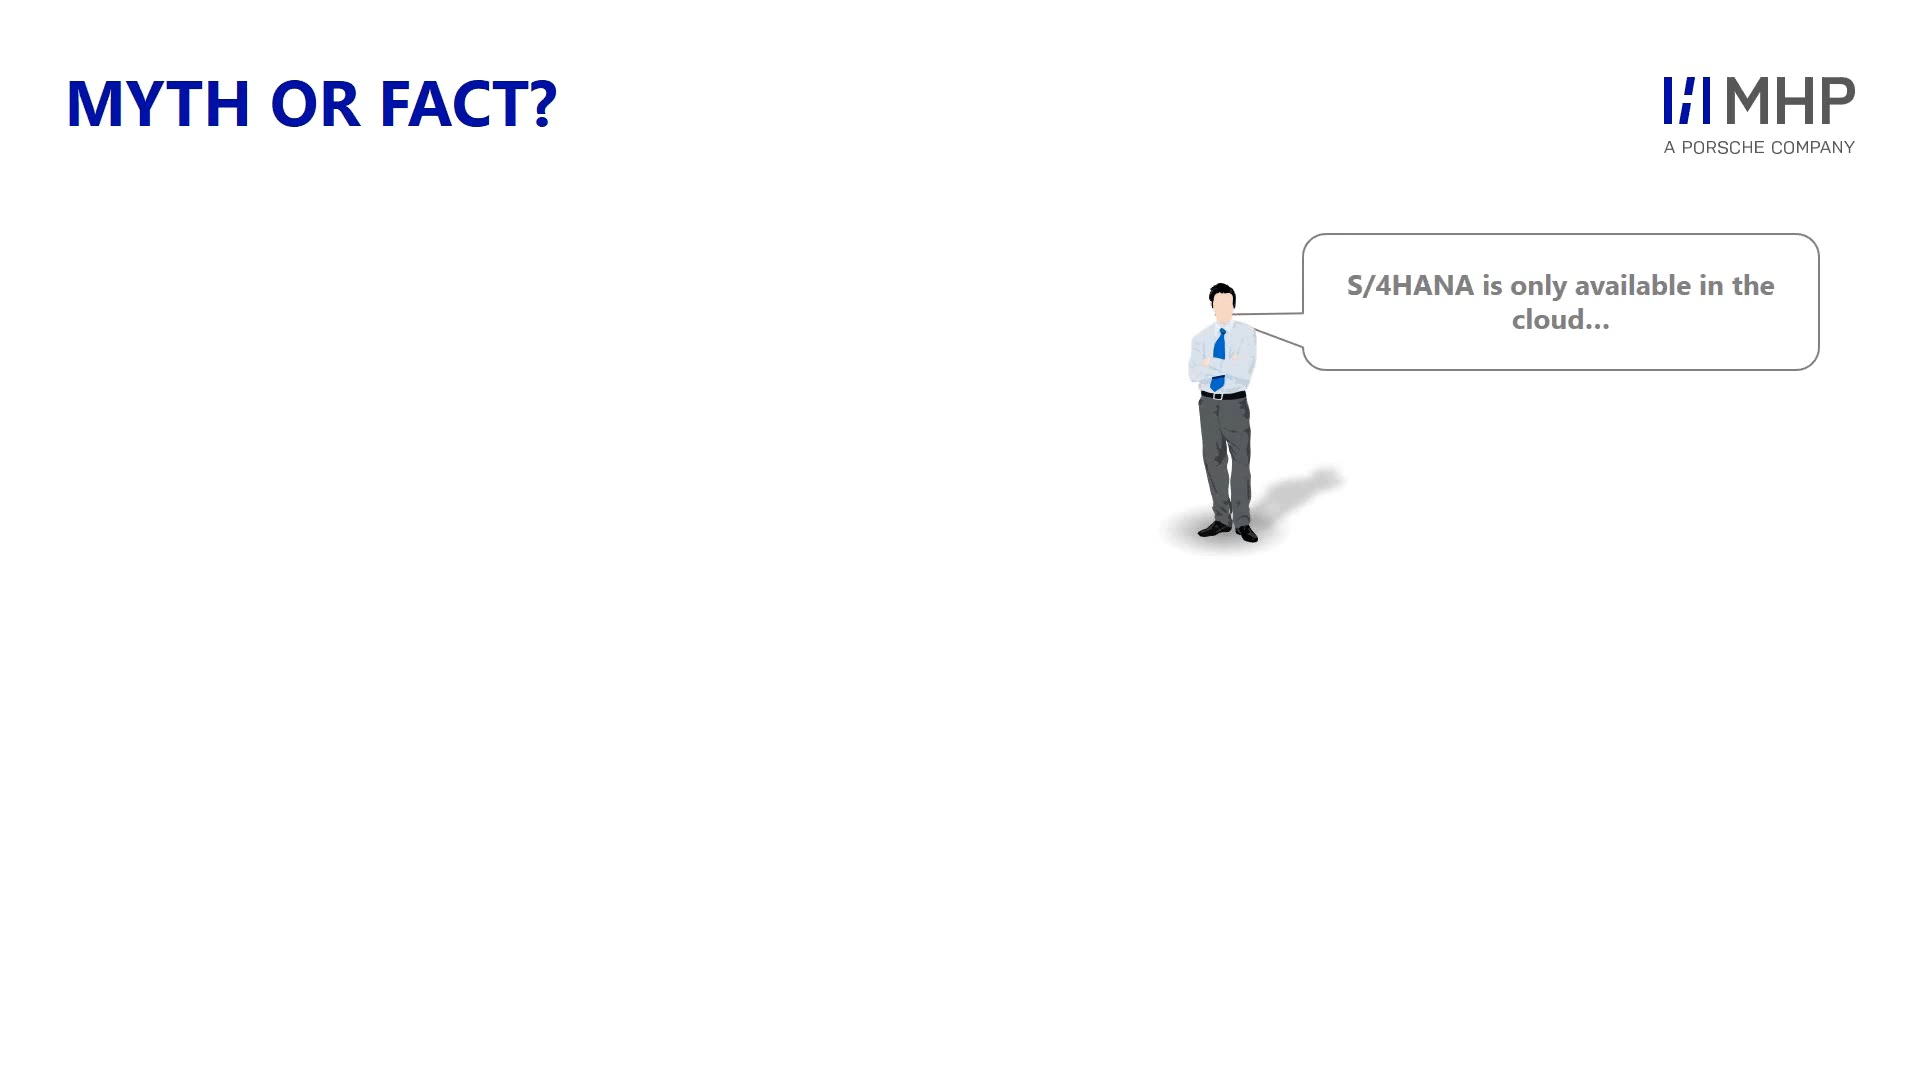 MYTH OR FACT?
MHP
A PORSCHE COMPANY
S/4HANA is only available in the
cloud...